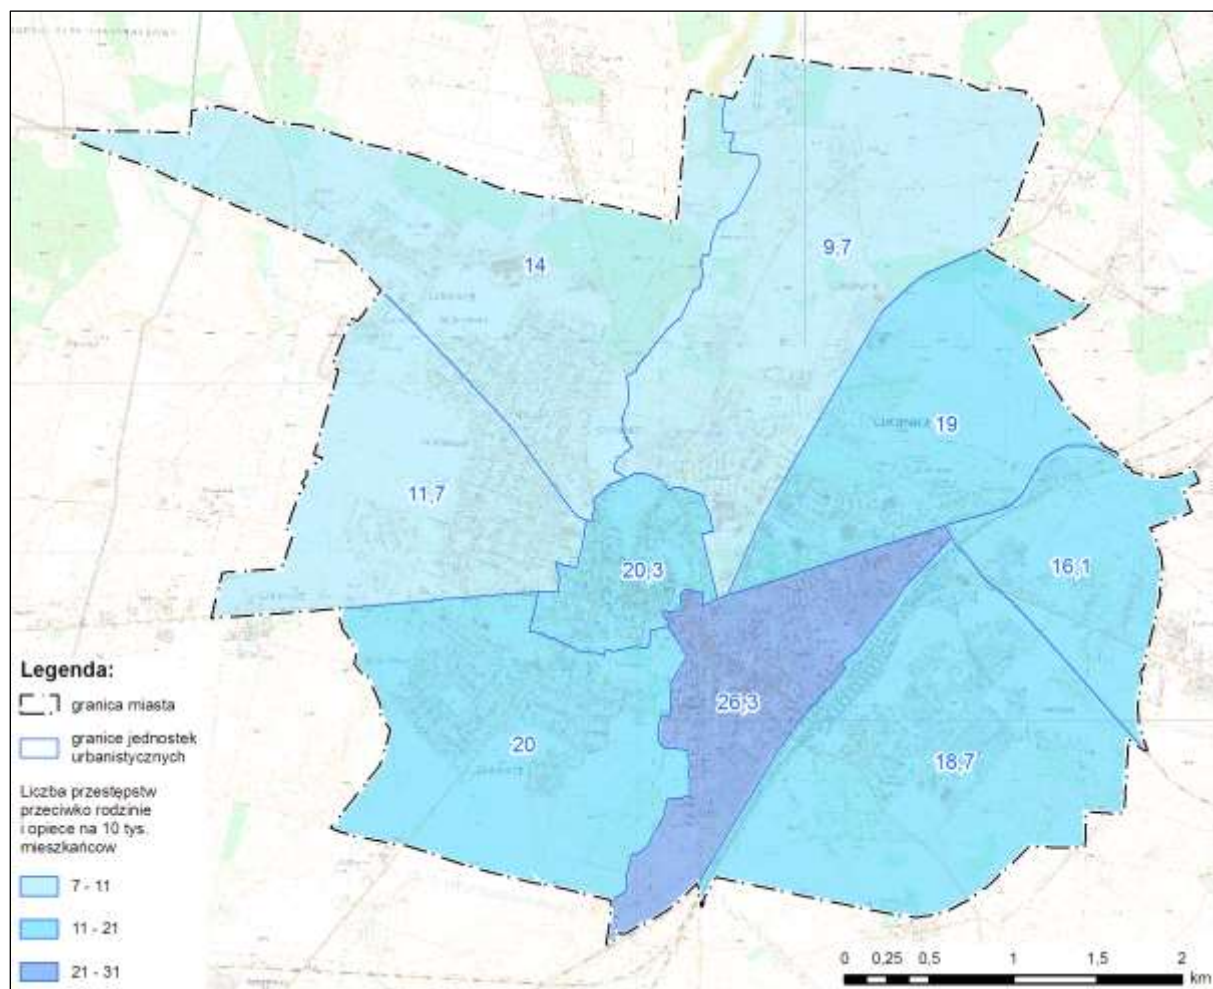 14
9,7
19
11,7
20,3
16,1
26,3
20
18,7
Legenda:
granica miasta
granice jednostek
urbanistycznych
Liczba przestępstw
przeciwko rodzinie
i opiece na 10 tys.
mieszkańcow
7 - 11
11 - 21
21 - 31
0 0,25 0,5 1 1,5 2
km